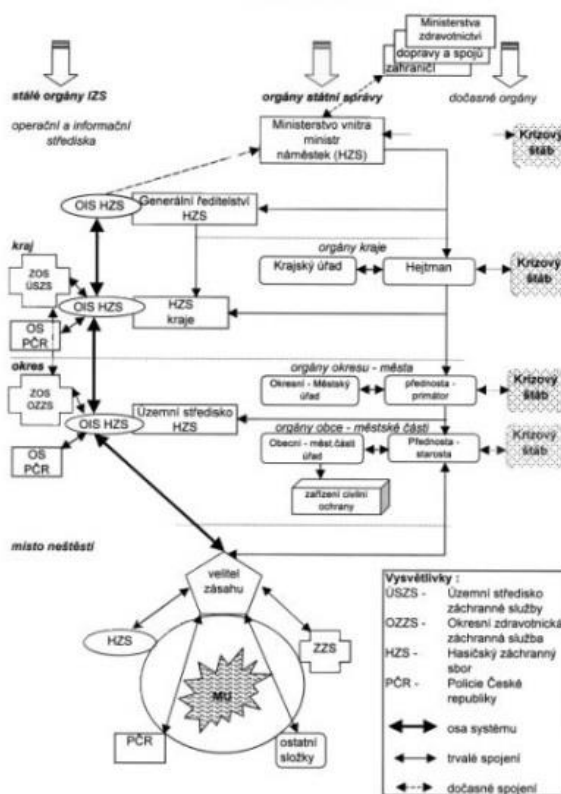 Ministerstva
zdravotnictví
dopravy a spojů
zahraničí
stálé orgány IZS
orgány státní správy
dočasné orgány
operační a informační
střediska
Ministerstvo vnitra
ministr
náměstek (HZS)
Krizový
štáb
OIS HZS
Generální ředitelství
HZS
kraj
orgány kraje
ZOS
ÚSZS
Krajský úřad
Hejtman
Krizový
štáb
OIS HZS
HZS
kraje
OS
PČR
okres
orgány okresu - města
ZOS
OZZS
Okresní - Městský
úřad
přednosta -
primátor
Krizový
štáb
OIS HZS
Územní středisko
HZS
orgány obce - městské části
OS
PČR
Obecní - měst.části
úřad
Přednosta -
starosta
Krizový
štáb
zařízení civilní
ochrany
místo neštěstí
velitel
zásahu
HZS
ZZS
MU
PČR
ostatní
složky
Vysvětlivky :
ÚSZS - Územní středisko
záchranné služby
OZZS - Okresní zdravotnická
záchranná služba
HZS - Hasičský záchranný
sbor
PČR - Policie České
republiky
osa systému
trvalé spojení
dočasné spojení